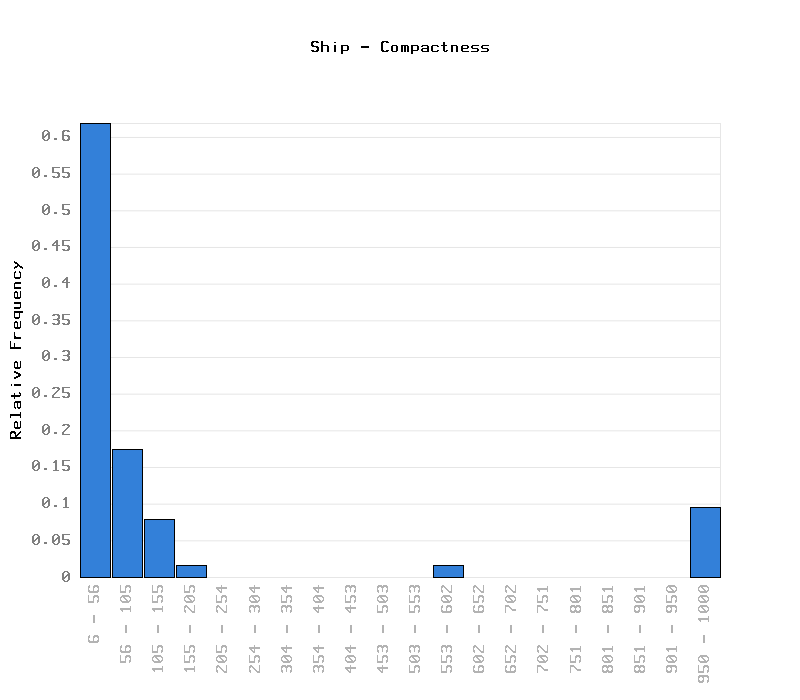 Ship - Compactness
Relative Frequency
0.6
0.55
0.5
0.45
0.4
0.35
0.3
0.25
0.2
0.15
0.1
0.05
0
6 - 56
56 - 105
105 - 155
155 - 205
205 - 254
254 - 304
304 - 354
354 - 404
404 - 453
453 - 503
503 - 553
553 - 602
602 - 652
652 - 702
702 - 751
751 - 801
801 - 851
851 - 901
901 - 950
950 - 1000